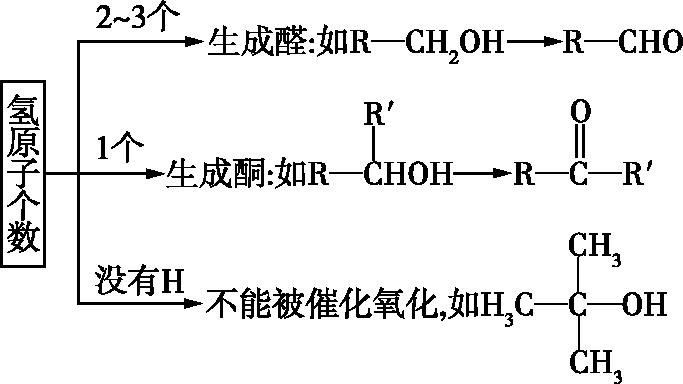 氢原子个数
2~3个
生成醛:如R—CH₂OH→R—CHO
1个
R′
O
生成酮:如R—CHOH→R—C—R′
没有H
CH₃
不能被催化氧化,如H₃C—C—OH
CH₃